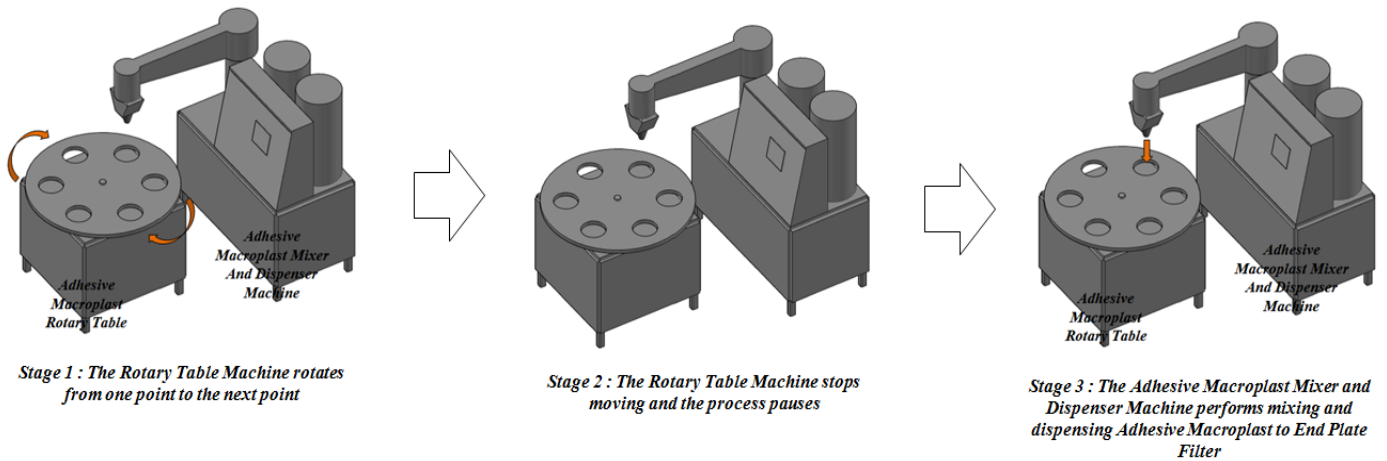 Adhesive
Macroplast Mixer
And Dispenser
Machine
Adhesive
Macroplast
Rotary Table
Stage 1 : The Rotary Table Machine rotates
from one point to the next point
Stage 2 : The Rotary Table Machine stops
moving and the process pauses
Adhesive
Macroplast Mixer
And Dispenser
Machine
Adhesive
Macroplast
Rotary Table
Stage 3 : The Adhesive Macroplast Mixer and
Dispenser Machine performs mixing and
dispensing Adhesive Macroplast to End Plate
Filter